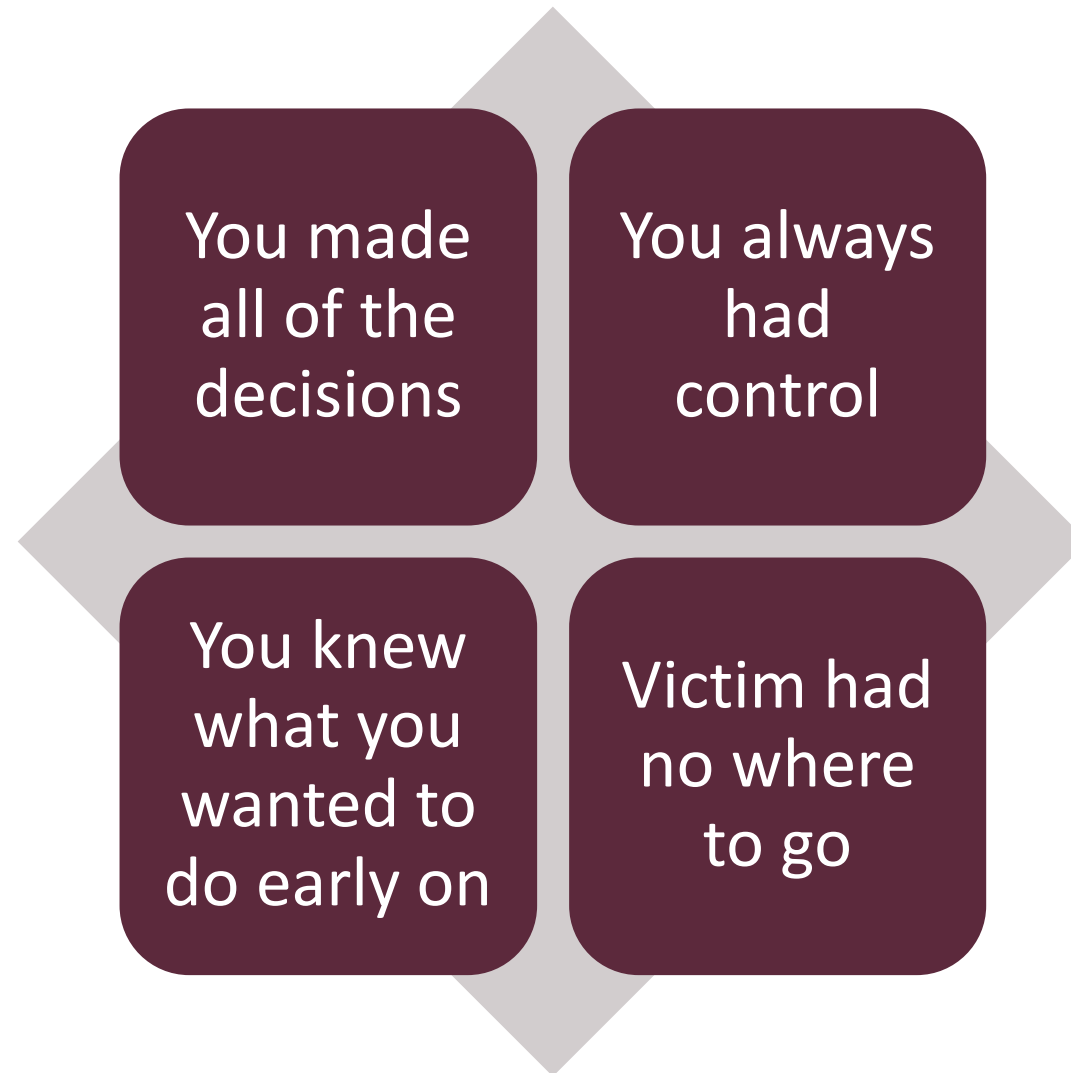 You made
all of the
decisions
You always
had
control
You knew
what you
wanted to
do early on
Victim had
no where
to go